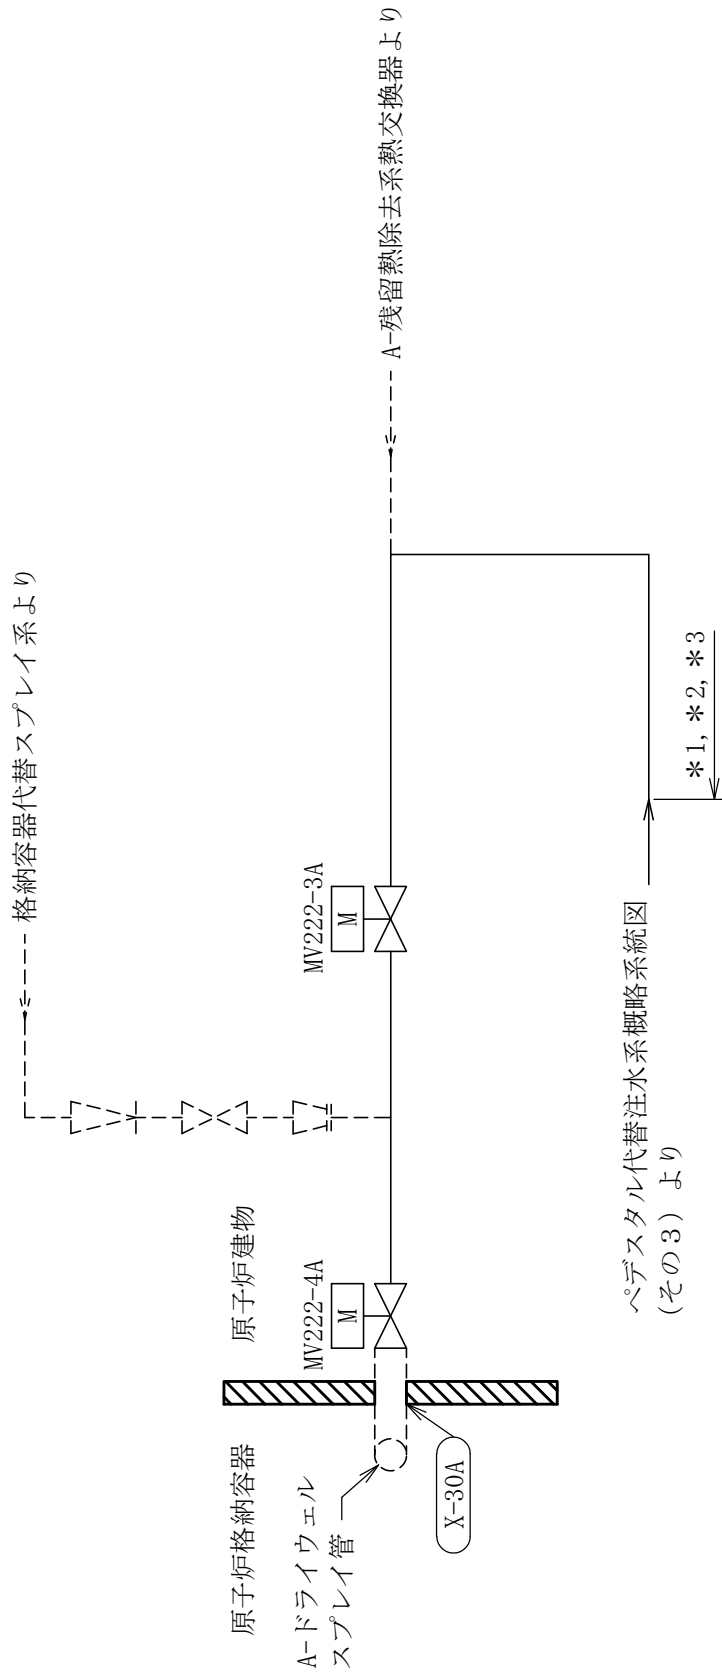 格納容器代替スプレイ系より
A-残留熱除去系熱交換器より
原子炉格納容器
原子炉建物
MV222-4A
M
MV222-3A
M
A-ドライウェル
スプレイ管
X-30A
ペデスタル代替注水系概略系統図
(その３）より
＊1,＊2,＊3